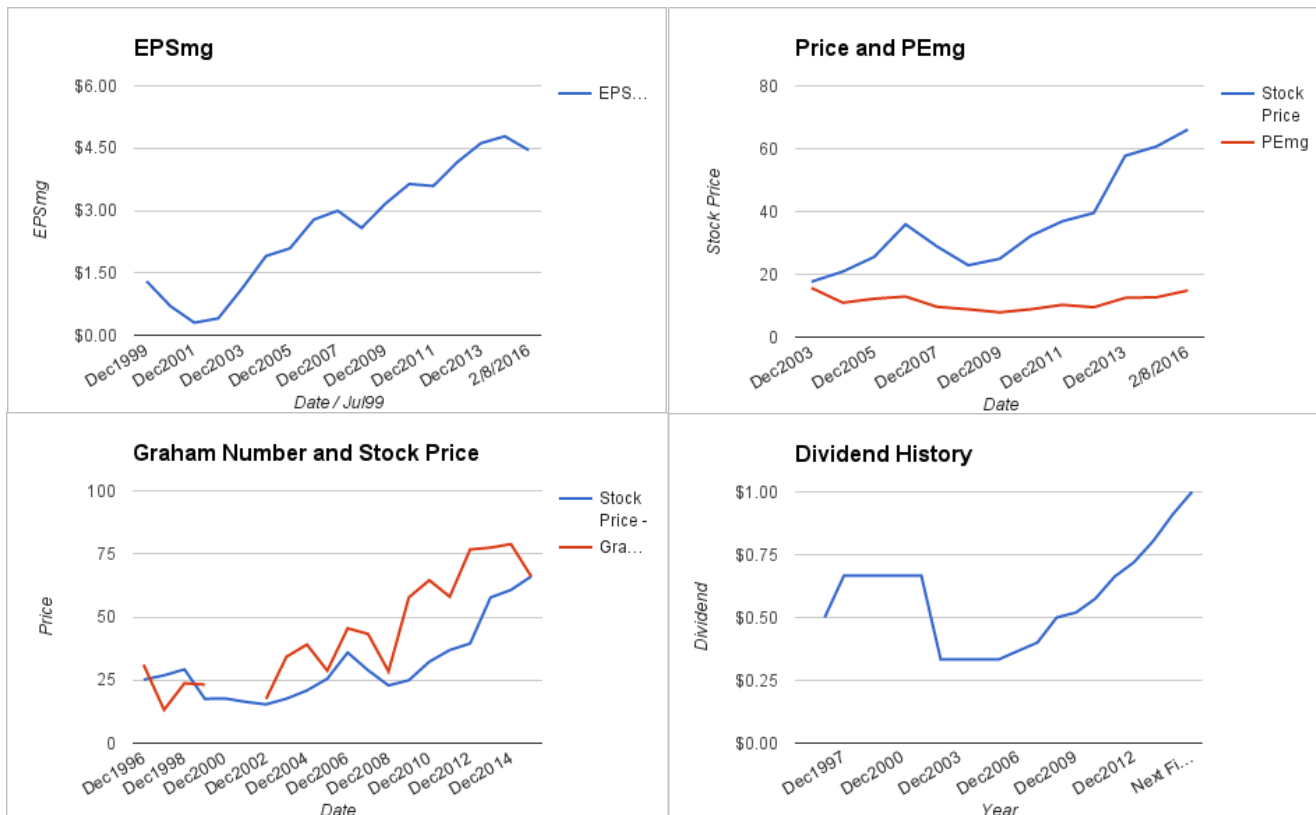 EPSmg
$6.00
$4.50
$3.00
$1.50
$0.00
EPSmg
EPS...
Dec1999
Dec2001
Dec2003
Dec2005
Dec2007
Dec2009
Dec2011
Dec2013
2/8/2016
Date / Jul99
Price and PEmg
80
60
40
20
0
Stock Price
Stock
Price
PEmg
Dec2003
Dec2005
Dec2007
Dec2009
Dec2011
Dec2013
2/8/2016
Date
Graham Number and Stock Price
100
75
50
25
0
Price
Stock
Price -
Gra...
Dec1996
Dec1998
Dec2000
Dec2002
Dec2004
Dec2006
Dec2008
Dec2010
Dec2012
Dec2014
Date
Dividend History
$1.00
$0.75
$0.50
$0.25
$0.00
Dividend
Dec1997
Dec2000
Dec2003
Dec2006
Dec2009
Dec2012
Next Fi...
Year